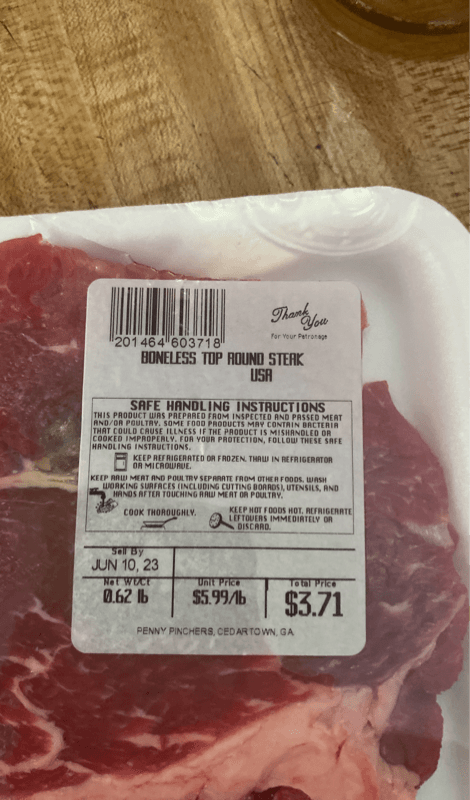 Thank
You
For Your Patronage
201464 603718
BONELESS TOP ROUND STEAK
USA
SAFE HANDLING INSTRUCTIONS
THIS PRODUCT WAS PREPARED FROM INSPECTED AND PASSED MEAT
AND/OR POULTRY. SOME FOOD PRODUCTS MAY CONTAIN BACTERIA
THAT COULD CAUSE ILLNESS IF THE PRODUCT IS MISHANDLED OR
COOKED IMPROPERLY. FOR YOUR PROTECTION, FOLLOW THESE SAFE
HANDLING INSTRUCTIONS.
KEEP REFRIGERATED OR FROZEN. THAW IN REFRIGERATOR
OR MICROWAVE.
KEEP RAW MEAT AND POULTRY SEPARATE FROM OTHER FOODS. WASH
WORKING SURFACES (INCLUDING CUTTING BOARDS), UTENSILS, AND
HANDS AFTER TOUCHING RAW MEAT OR POULTRY.
COOK THOROUGHLY.
KEEP HOT FOODS HOT. REFRIGERATE
LEFTOVERS IMMEDIATELY OR
DISCARD.
Sell By
JUN 10, 23
Net Wt/Ct
0.62 lb
Unit Price
$5.99/lb
Total Price
$3.71
PENNY PINCHERS, CEDARTOWN, GA